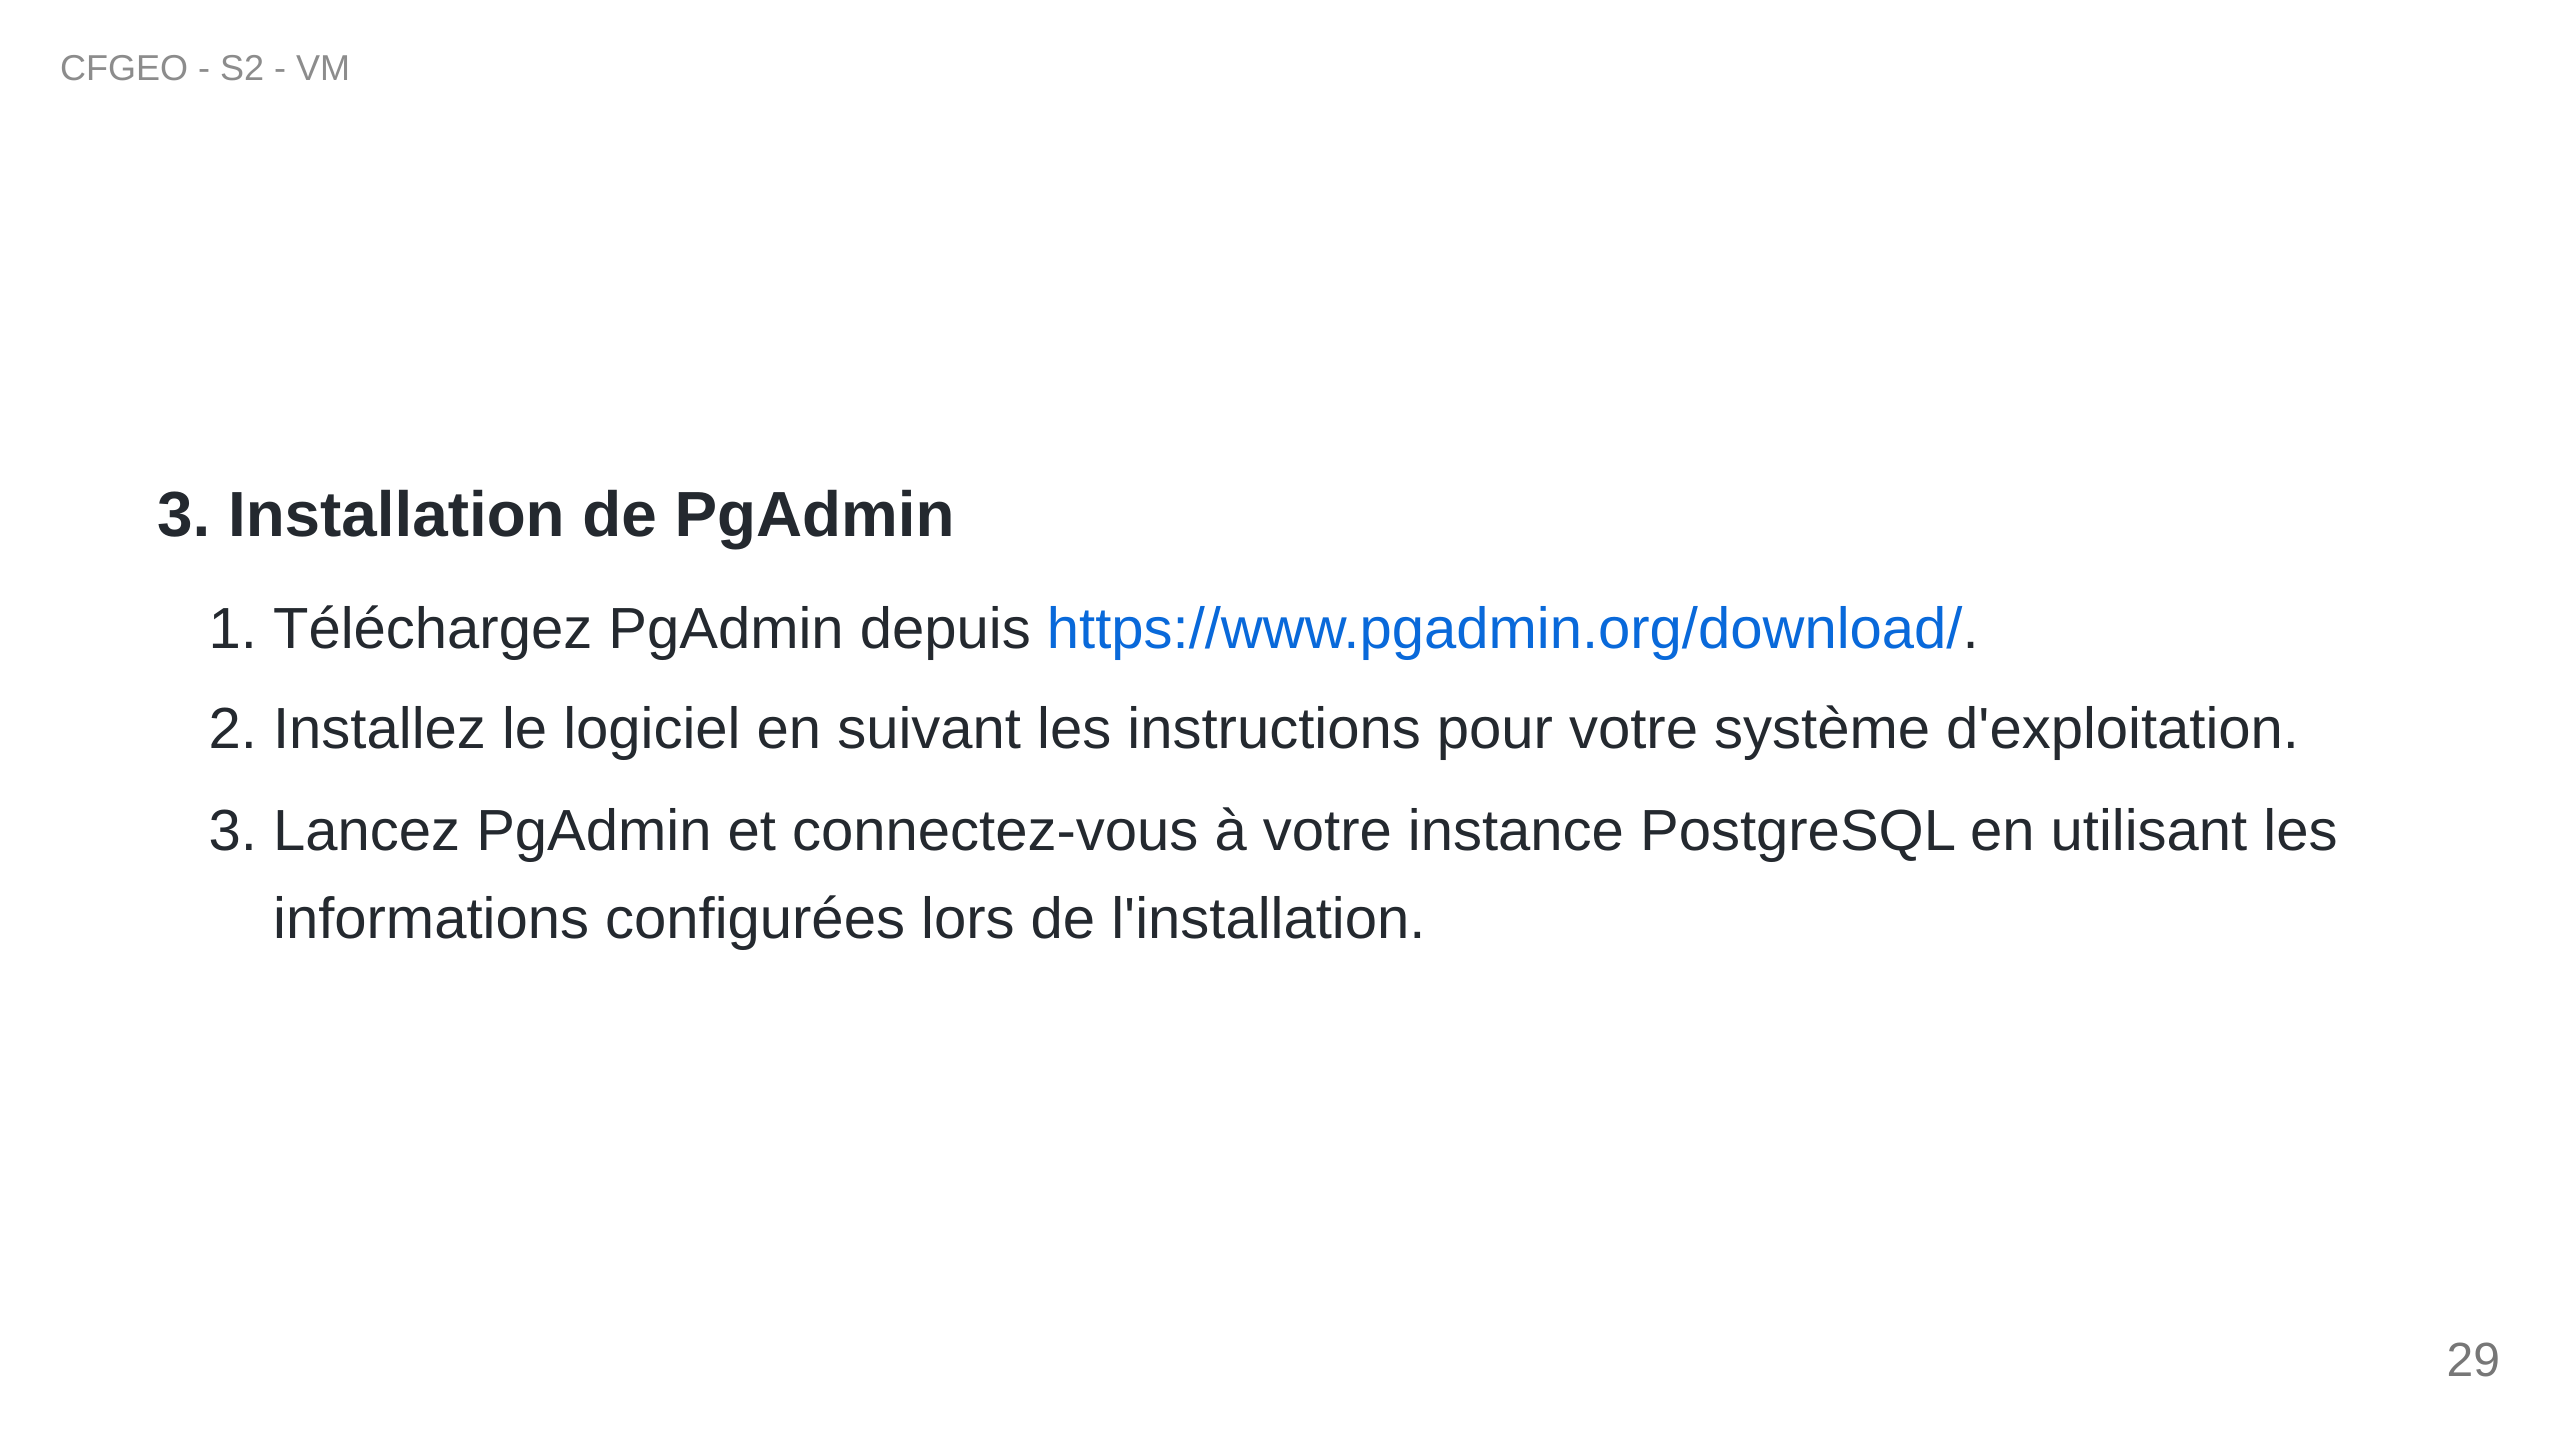 CFGEO - S2 - VM
3. Installation de PgAdmin
1. Téléchargez PgAdmin depuis https://www.pgadmin.org/download/.
2. Installez le logiciel en suivant les instructions pour votre système d'exploitation.
3. Lancez PgAdmin et connectez-vous à votre instance PostgreSQL en utilisant les
informations configurées lors de l'installation.
29